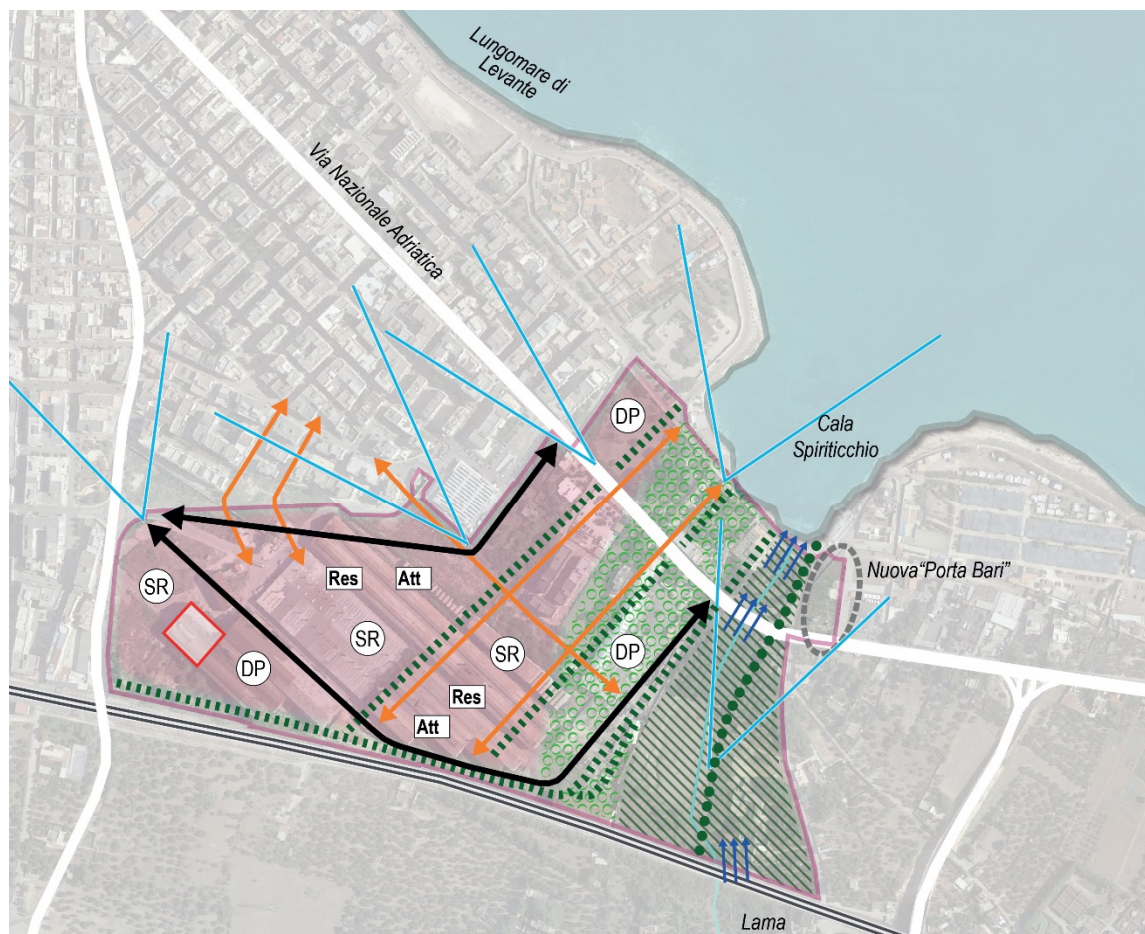 Lungomare di
Levante
Via Nazionale Adriatica
DP
Cala
Spiriticchio
Nuova"Porta Bari"
SR
Res
Att
SR
SR
DP
DP
Res
Att
Lama